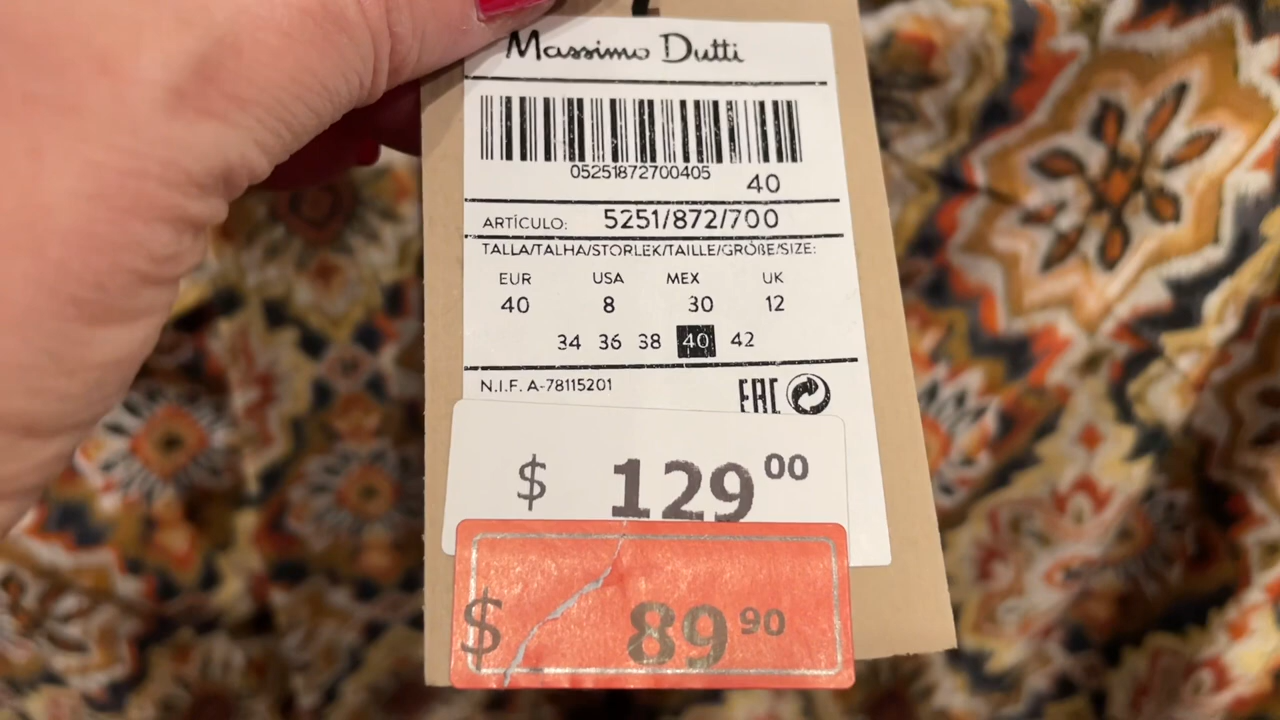 Massimo Dutti
05251872700405
40
ARTÍCULO: 5251/872/700
TALLA/TALHA/STORLEK/TAILLE/GRÖßE/SIZE:
EUR USA MEX UK
40 8 30 12
34 36 38 40 42
N.I.F. A-78115201
EAC
$ 129 00
$ 89 90